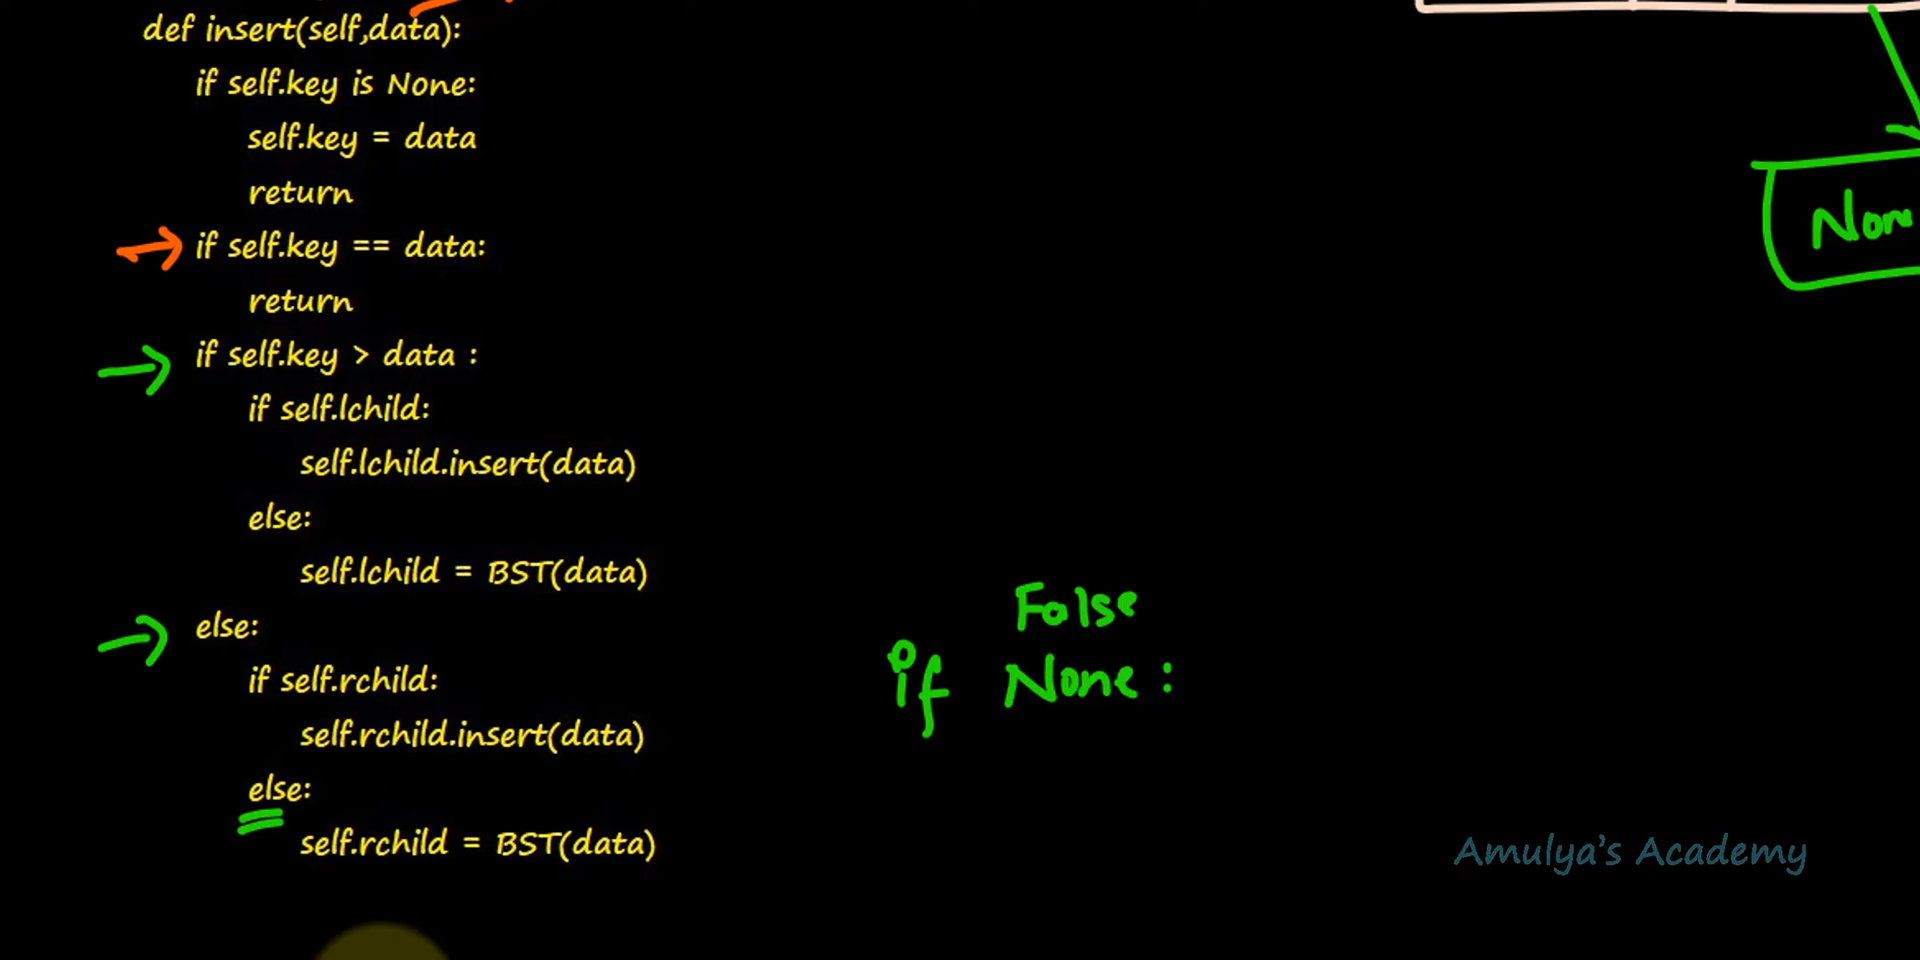 def insert(self,data):
if self.key is None:
self.key = data
return
if self.key == data:
return
if self.key > data :
if self.lchild:
self.lchild.insert(data)
else:
self.lchild = BST(data)
else:
if self.rchild:
self.rchild.insert(data)
else:
self.rchild = BST(data)
False
if None :
Non
Amulya's Academy